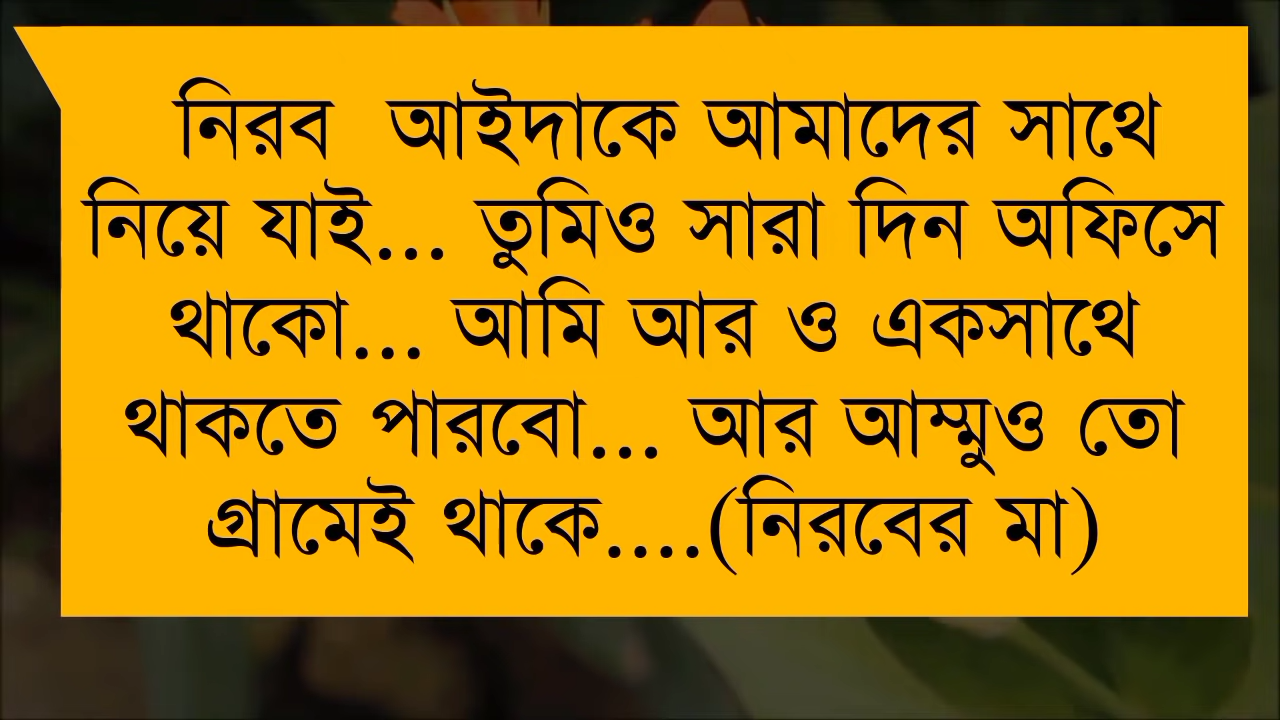 নিরব আইদাকে আমাদের সাথে
নিয়ে যাই... তুমিও সারা দিন অফিসে
থাকো... আমি আর ও একসাথে
থাকতে পারবো... আর আম্মুও তো
গ্রামেই থাকে....(নিরবের মা)